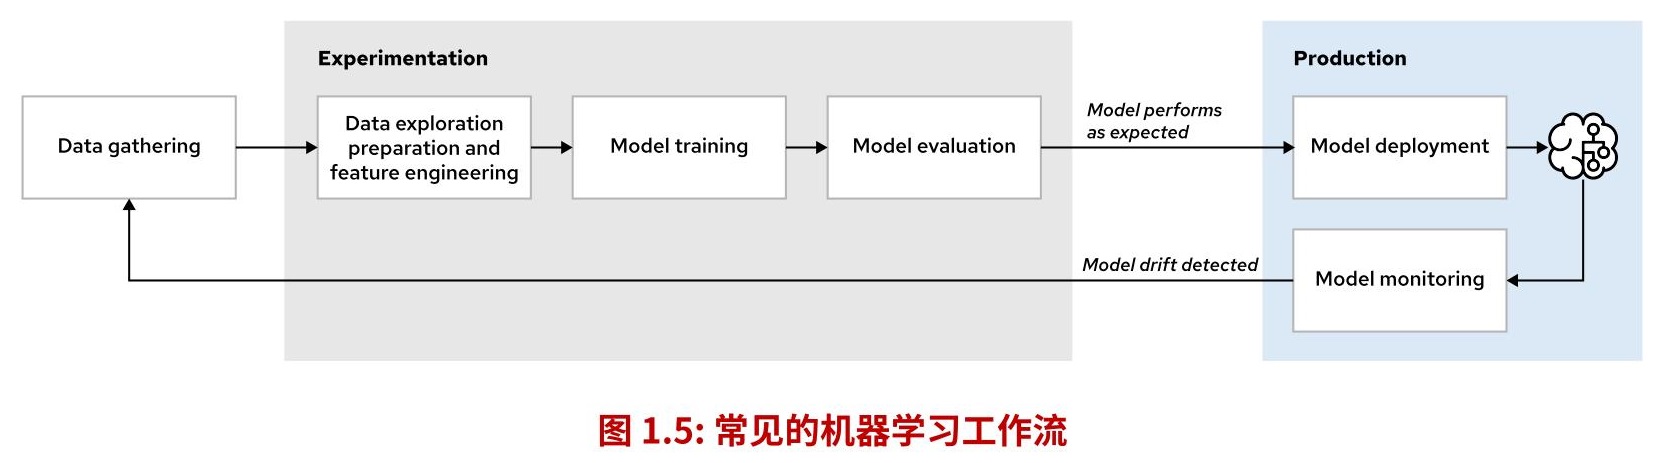 Experimentation
Production
Data gathering
Data exploration
preparation and
feature engineering
Model training
Model evaluation
Model performs
as expected
Model deployment
Model drift detected
Model monitoring
图 1.5: 常见的机器学习工作流